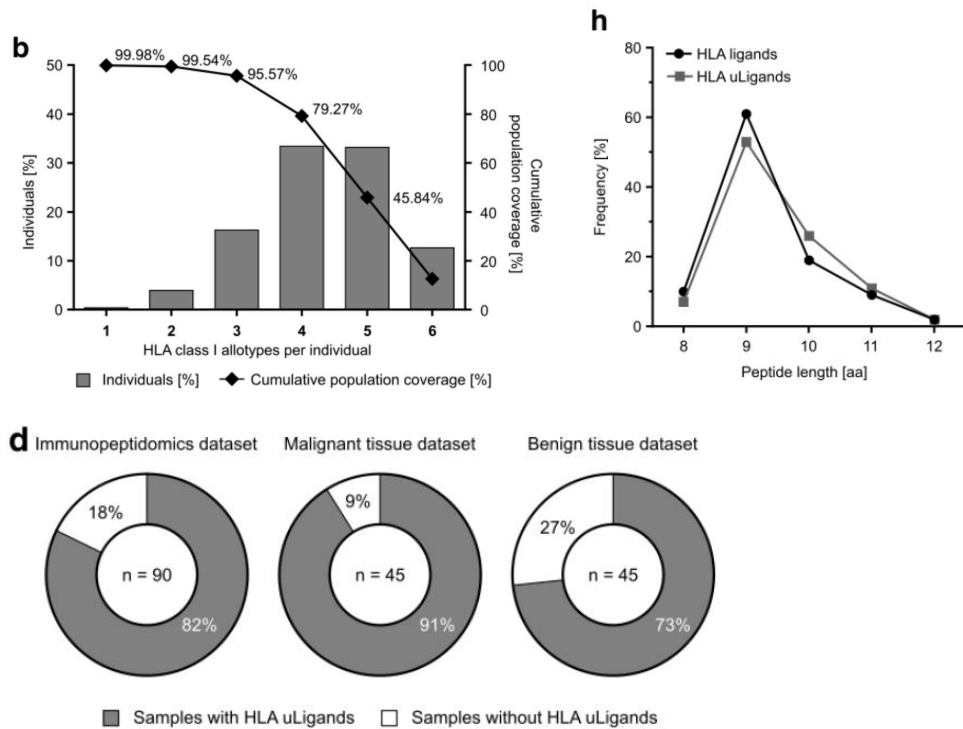 b
99.98%
99.54%
95.57%
79.27%
45.84%
50
40
30
20
10
0
Individuals [%]
100
80
60
40
20
0
Cumulative
population coverage
[%]
1 2 3 4 5 6
HLA class I allotypes per individual
Individuals [%] Cumulative population coverage [%]
h
HLA ligands
HLA uLigands
80
60
40
20
0
Frequency [%]
8 9 10 11 12
Peptide length [aa]
d
Immunopeptidomics dataset Malignant tissue dataset Benign tissue dataset
18%
n = 90
82%
9%
n = 45
91%
27%
n = 45
73%
Samples with HLA uLigands Samples without HLA uLigands